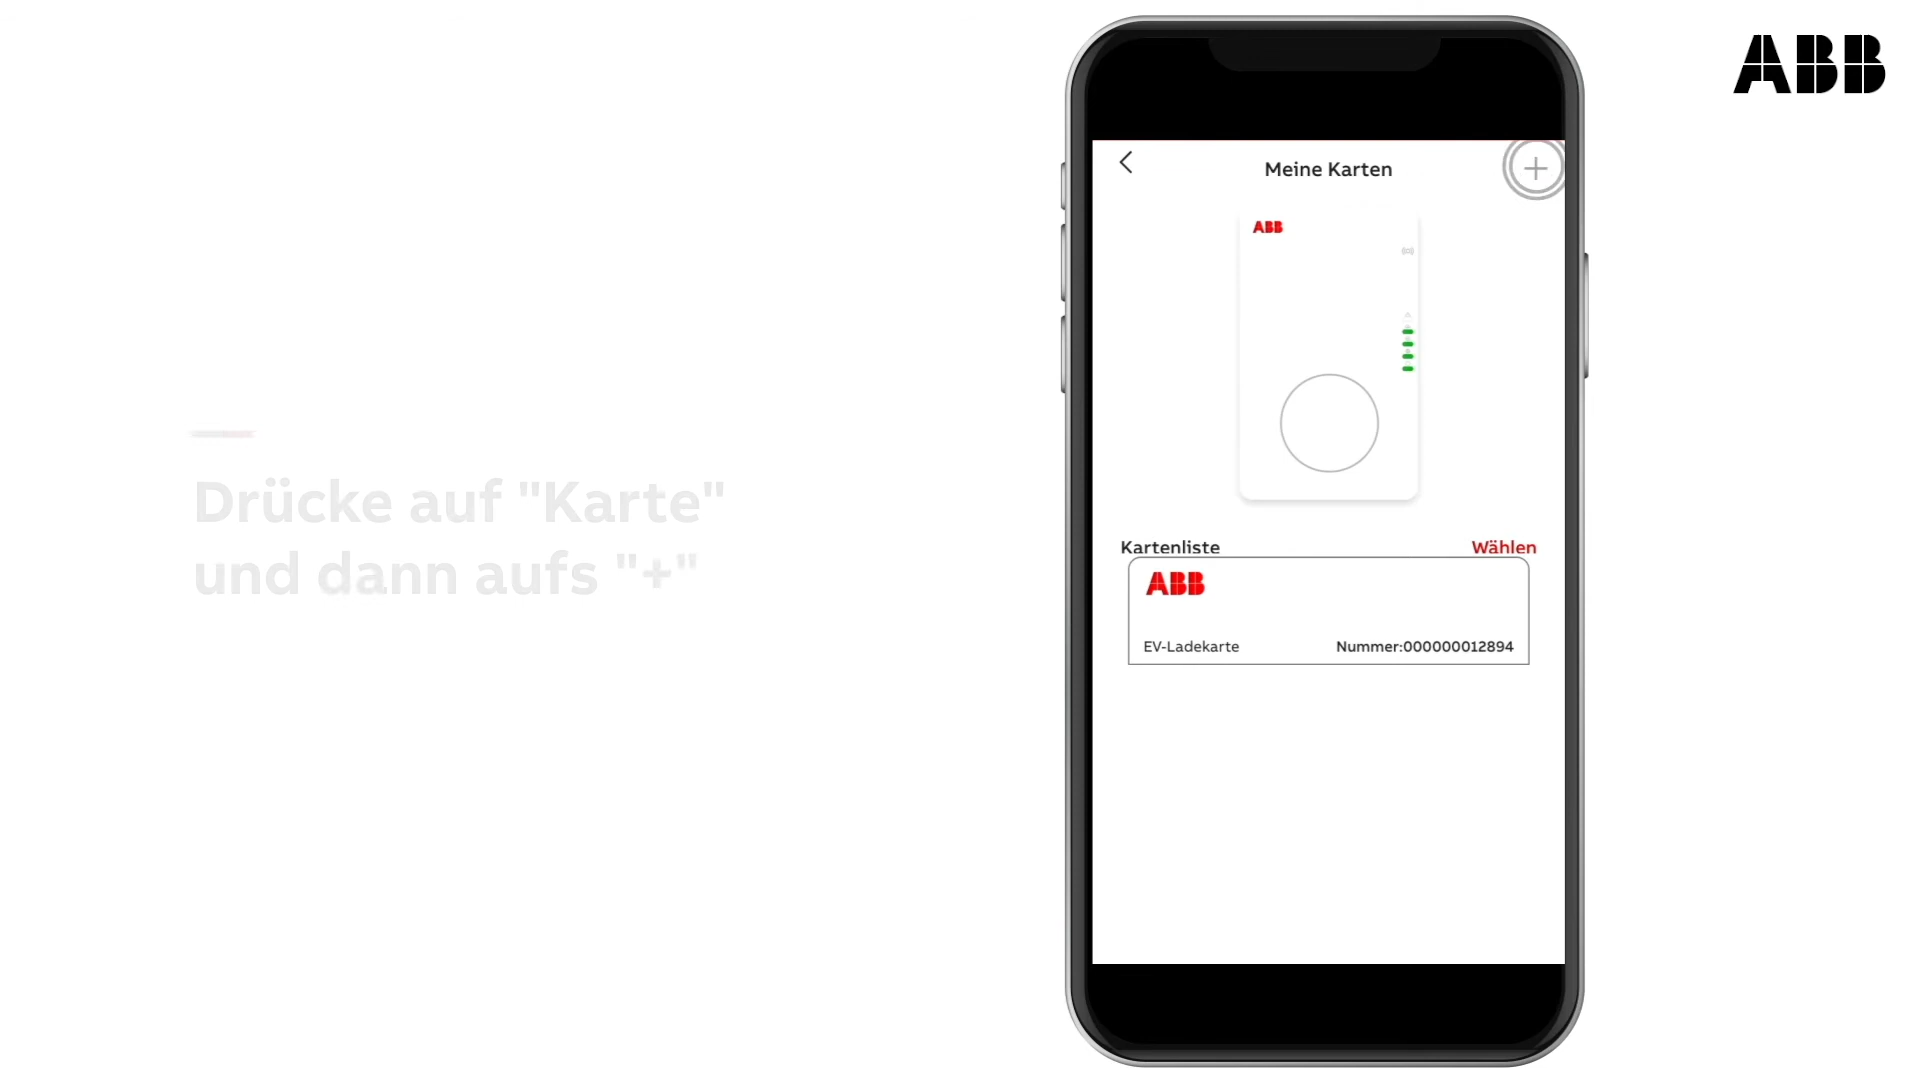 ABB
Meine Karten
ABB
Drücke auf "Karte"
und dann aufs "+"
Kartenliste
Wählen
ABB
EV-Ladekarte
Nummer:000000012894